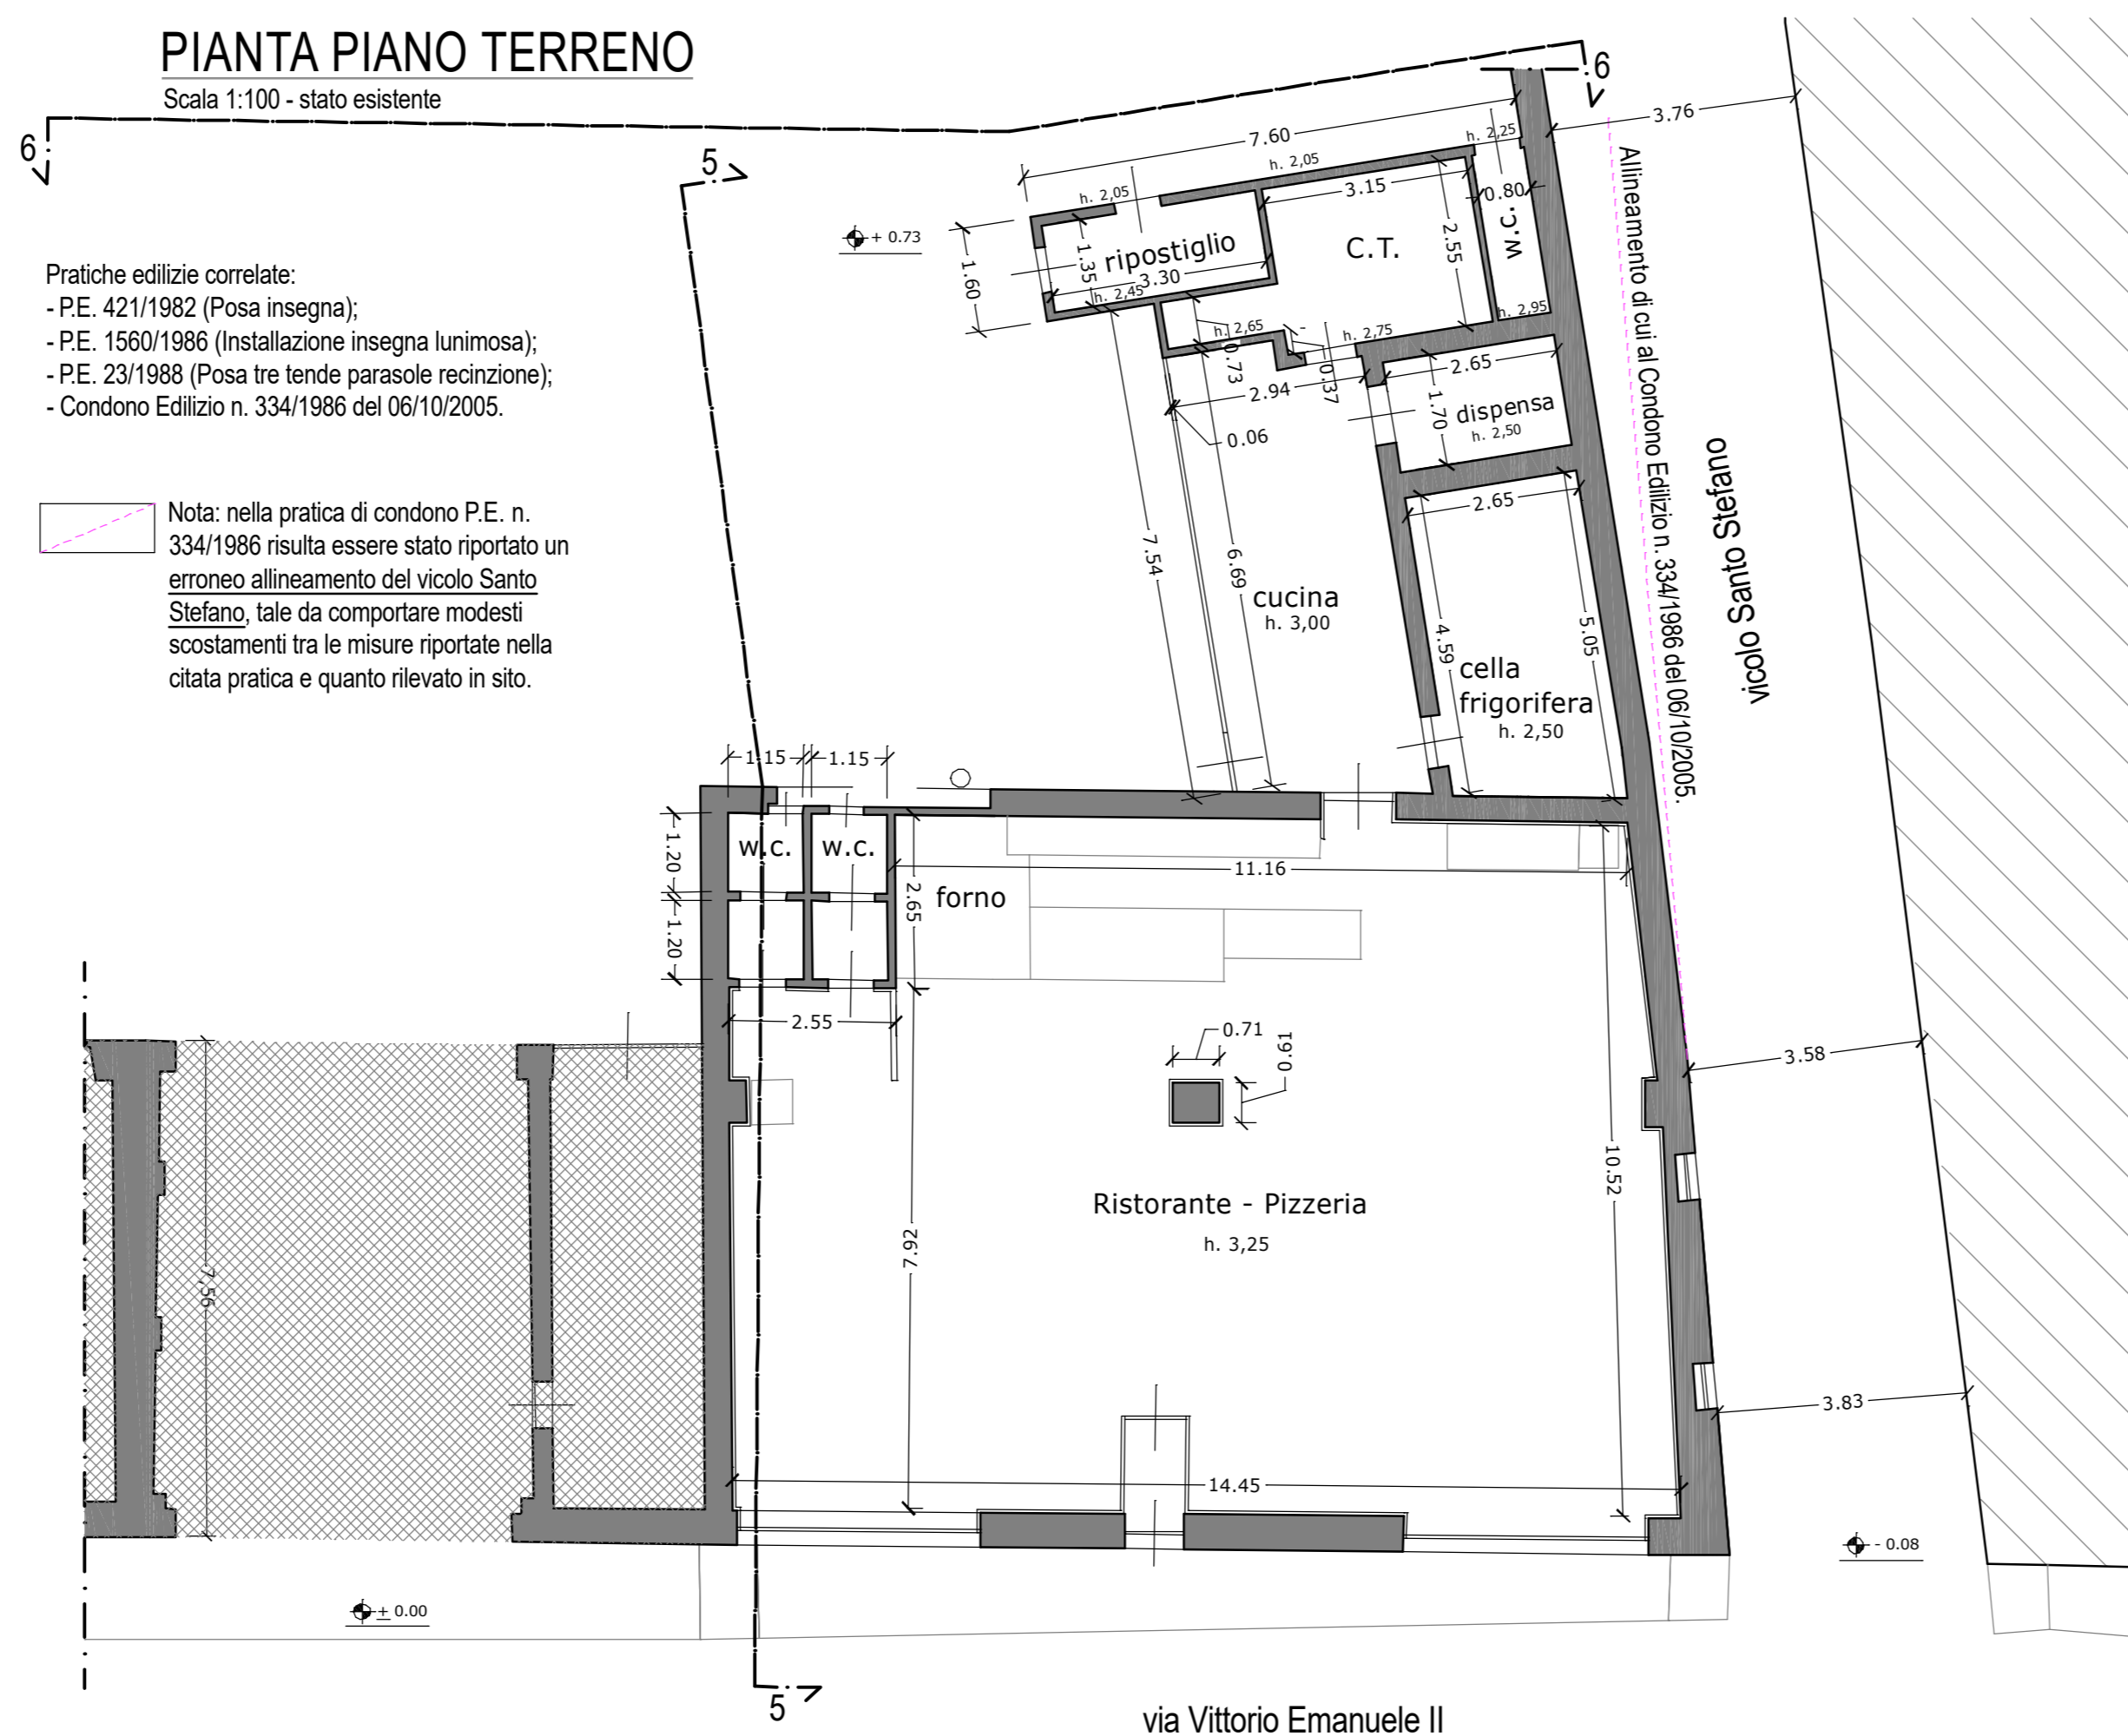 PIANTA PIANO TERRENO
Scala 1:100 - stato esistente
6
6
5
Pratiche edilizie correlate:
- P.E. 421/1982 (Posa insegna);
- P.E. 1560/1986 (Installazione insegna lunimosa);
- P.E. 23/1988 (Posa tre tende parasole recinzione);
- Condono Edilizio n. 334/1986 del 06/10/2005.
Nota: nella pratica di condono P.E. n.
334/1986 risulta essere stato riportato un
erroneo allineamento del vicolo Santo
Stefano, tale da comportare modesti
scostamenti tra le misure riportate nella
citata pratica e quanto rilevato in sito.
+ 0.73
7.60
3.76
h. 2,25
h. 2,05
h. 2,05
3.15
0.80
w.c.
1.60
1.35
ripostiglio
3.30
h. 2,45
C.T.
2.55
h. 2,95
h. 2,65
h. 2,75
0.73
0.37
2.94
0.06
2.65
1.70
dispensa
h. 2,50
2.65
7.54
6.69
cucina
h. 3,00
4.59
5.05
cella
frigorifera
h. 2,50
Allineamento di cui al Condono Edilizio n. 334/1986 del 06/10/2005.
vicolo Santo Stefano
1.15
1.15
1.20
1.20
w.c.
w.c.
2.65
forno
11.16
2.55
0.71
0.61
3.58
10.52
Ristorante - Pizzeria
h. 3,25
7.92
7,56
14.45
3.83
- 0.08
± 0.00
5
via Vittorio Emanuele II